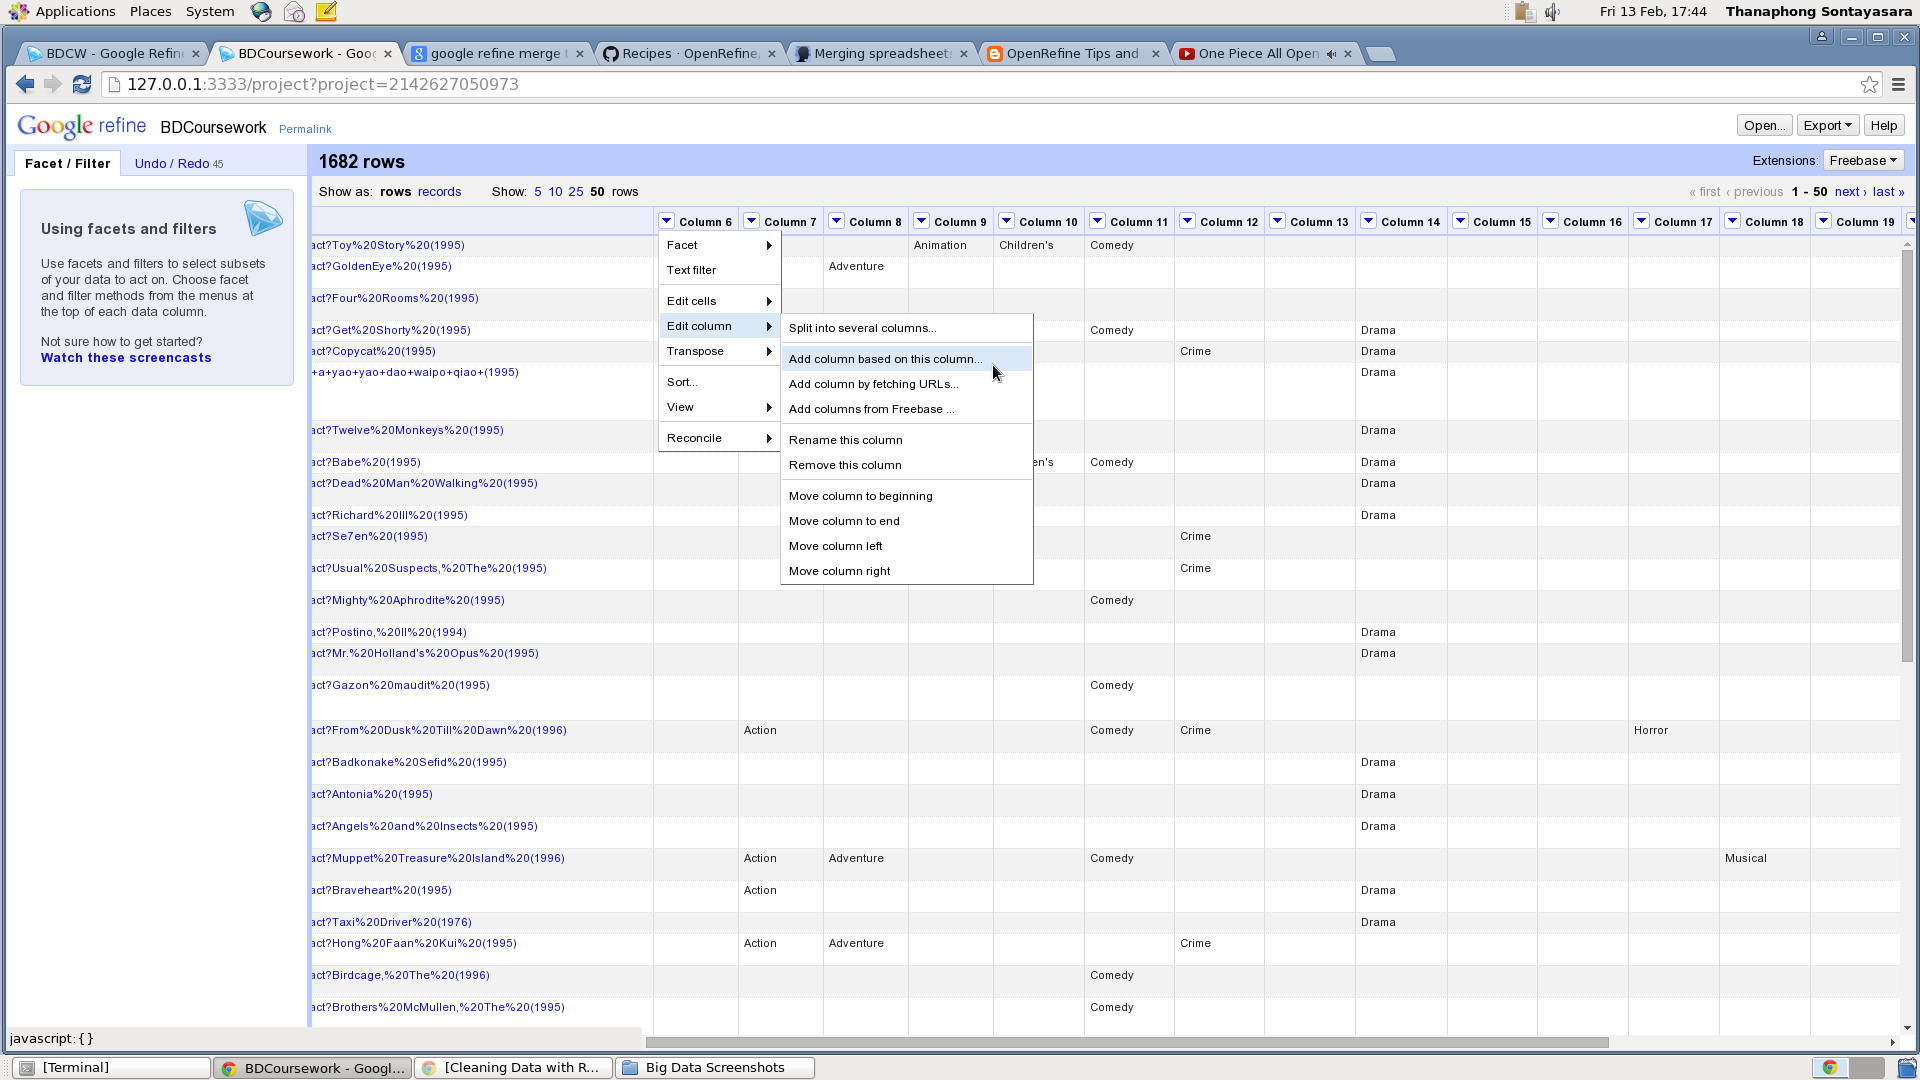 Applications Places System Fri 13 Feb, 17:44 Thanaphong Sontayasara
BDCW - Google Refin BDCoursework - Goog google refine merge t Recipes · OpenRefine, Merging spreadsheets OpenRefine Tips and One Piece All Open
127.0.0.1:3333/project?project=2142627050973
Google refine BDCoursework Permalink Open... Export Help
Facet / Filter Undo / Redo 45 1682 rows Extensions: Freebase
Show as: rows records Show: 5 10 25 50 rows « first ‹ previous 1 - 50 next › last »
Using facets and filters
Use facets and filters to select subsets
of your data to act on. Choose facet
and filter methods from the menus at
the top of each data column.
Not sure how to get started?
Watch these screencasts
Column 6 Column 7 Column 8 Column 9 Column 10 Column 11 Column 12 Column 13 Column 14 Column 15 Column 16 Column 17 Column 18 Column 19
act?Toy%20Story%20(1995) Animation Children's Comedy
act?GoldenEye%20(1995) Adventure
act?Four%20Rooms%20(1995)
act?Get%20Shorty%20(1995) Comedy Drama
act?Copycat%20(1995) Crime Drama
+a+yao+yao+dao+waipo+qiao+(1995) Drama
act?Twelve%20Monkeys%20(1995) Drama
act?Babe%20(1995) en's Comedy Drama
act?Dead%20Man%20Walking%20(1995) Drama
act?Richard%20III%20(1995) Drama
act?Se7en%20(1995) Crime
act?Usual%20Suspects,%20The%20(1995) Crime
act?Mighty%20Aphrodite%20(1995) Comedy
act?Postino,%20Il%20(1994) Drama
act?Mr.%20Holland's%20Opus%20(1995) Drama
act?Gazon%20maudit%20(1995) Comedy
act?From%20Dusk%20Till%20Dawn%20(1996) Action Comedy Crime Horror
act?Badkonake%20Sefid%20(1995) Drama
act?Antonia%20(1995) Drama
act?Angels%20and%20Insects%20(1995) Drama
act?Muppet%20Treasure%20Island%20(1996) Action Adventure Comedy Musical
act?Braveheart%20(1995) Action Drama
act?Taxi%20Driver%20(1976) Drama
act?Hong%20Faan%20Kui%20(1995) Action Adventure Crime
act?Birdcage,%20The%20(1996) Comedy
act?Brothers%20McMullen,%20The%20(1995) Comedy
Facet
Text filter
Edit cells
Edit column
Transpose
Sort...
View
Reconcile
Split into several columns...
Add column based on this column...
Add column by fetching URLs...
Add columns from Freebase ...
Rename this column
Remove this column
Move column to beginning
Move column to end
Move column left
Move column right
javascript:{}
[Terminal] BDCoursework - Googl... [Cleaning Data with R... Big Data Screenshots